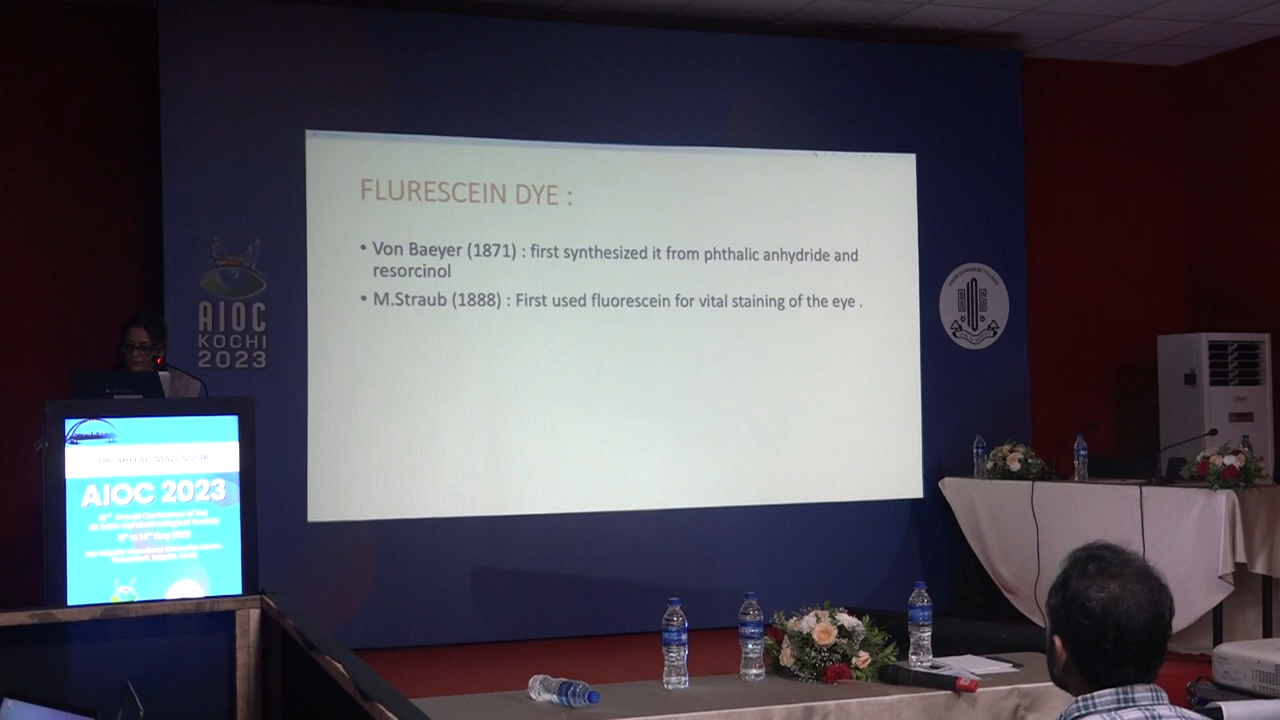 FLURESCEIN DYE :
• Von Baeyer (1871) : first synthesized it from phthalic anhydride and
resorcinol
• M.Straub (1888) : First used fluorescein for vital staining of the eye .
AIOC
KOCHI
2023
AIOC 2023